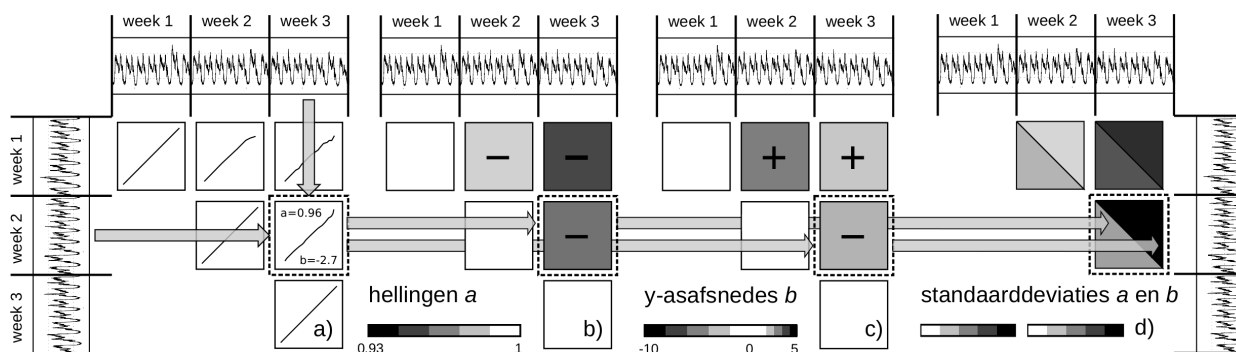 week 1 week 2 week 3 week 1 week 2 week 3 week 1 week 2 week 3 week 1 week 2 week 3
week 1
− − + +
week 2
a=0.96
b=-2.7
− −
week 3
hellingen a
y-asafsnedes b
standaarddeviaties a en b
a) b) c) d)
0.93 1 -10 0 5